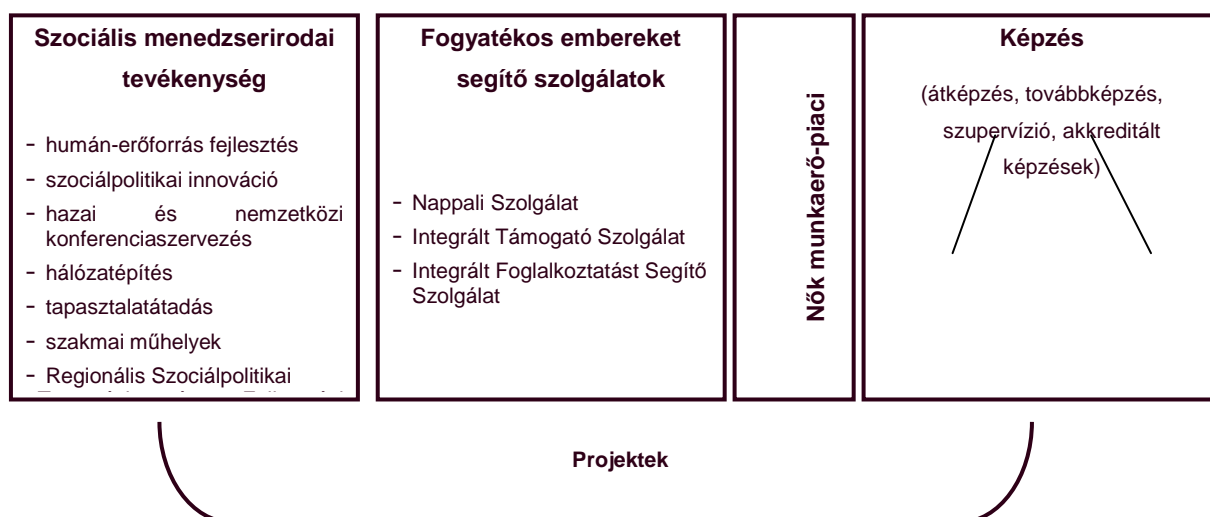 Szociális menedzserirodai
tevékenység
- humán-erőforrás fejlesztés
- szociálpolitikai innováció
- hazai és nemzetközi
konferenciaszervezés
- hálózatépítés
- tapasztalatátadás
- szakmai műhelyek
- Regionális Szociálpolitikai
Fogyatékos embereket
segítő szolgálatok
- Nappali Szolgálat
- Integrált Támogató Szolgálat
- Integrált Foglalkoztatást Segítő
Szolgálat
Nők munkaerő-piaci
Képzés
(átképzés, továbbképzés,
szupervízió, akkreditált
képzések)
Projektek